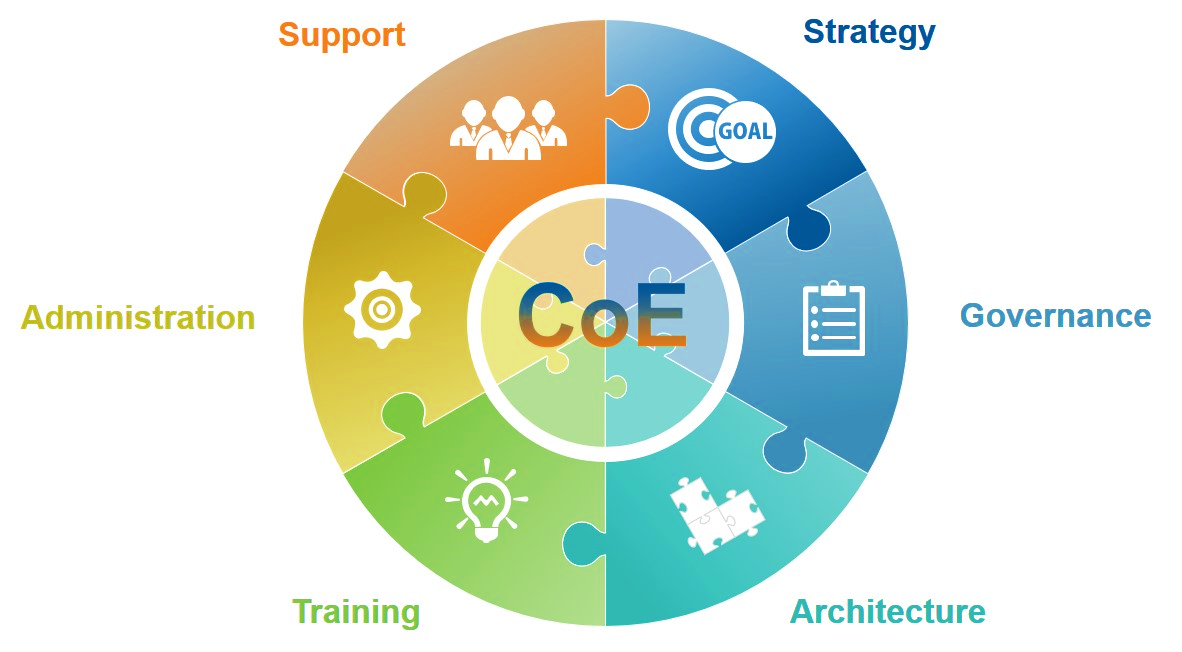 Support
Strategy
GOAL
Administration
CoE
Governance
Training
Architecture